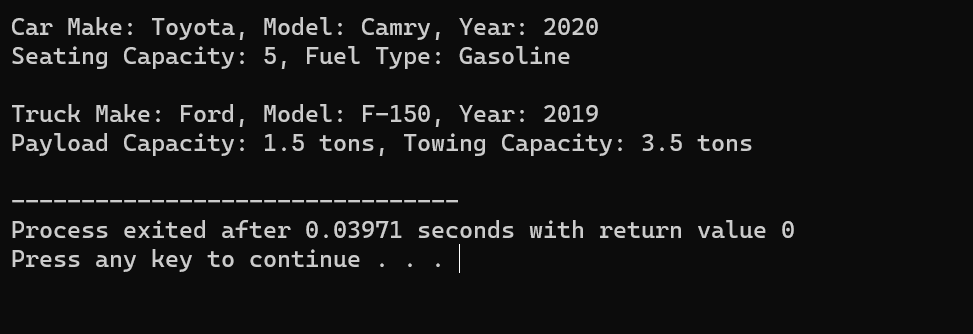 Car Make: Toyota, Model: Camry, Year: 2020
Seating Capacity: 5, Fuel Type: Gasoline
Truck Make: Ford, Model: F-150, Year: 2019
Payload Capacity: 1.5 tons, Towing Capacity: 3.5 tons
--------------------------------
Process exited after 0.03971 seconds with return value 0
Press any key to continue . . .